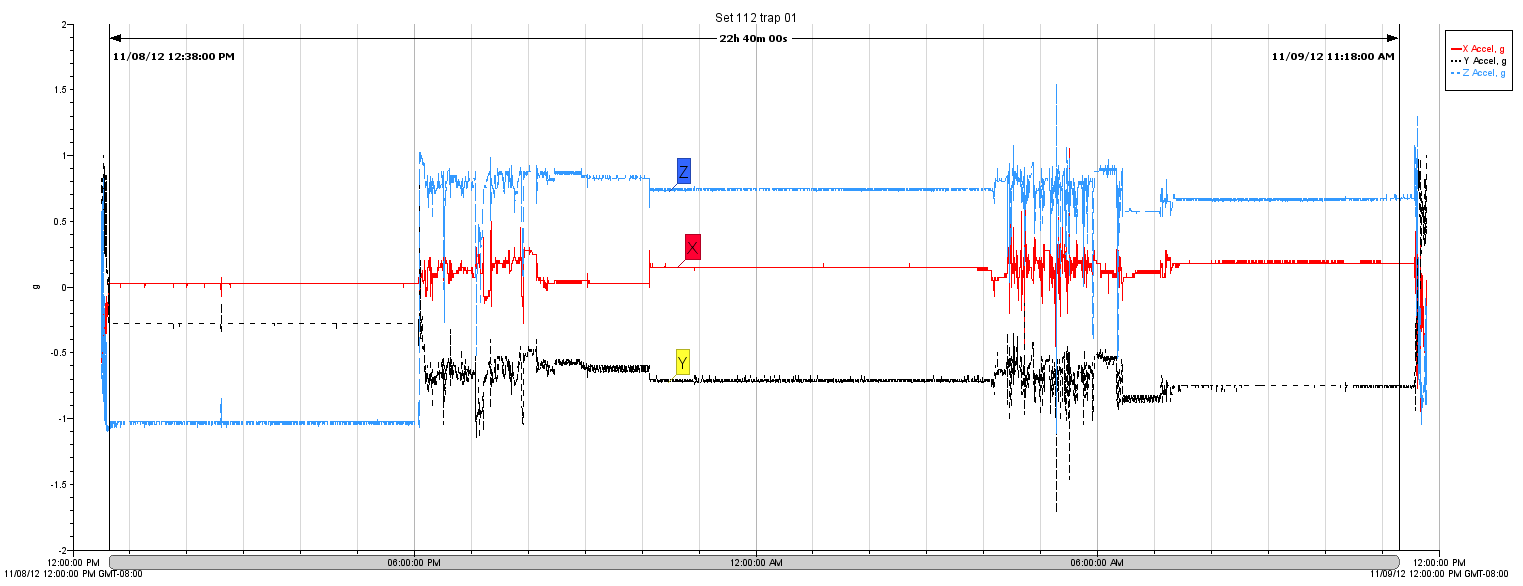 Set 112 trap 01
22h 40m 00s
11/08/12 12:38:00 PM
11/09/12 11:18:00 AM
X Accel, g
Y Accel, g
Z Accel, g
2
1.5
1
0.5
0
-0.5
-1
-1.5
-2
g
Z
X
Y
12:00:00 PM
06:00:00 PM
12:00:00 AM
06:00:00 AM
12:00:00 PM
11/08/12 12:00:00 PM GMT-08:00
11/09/12 12:00:00 PM GMT-08:00